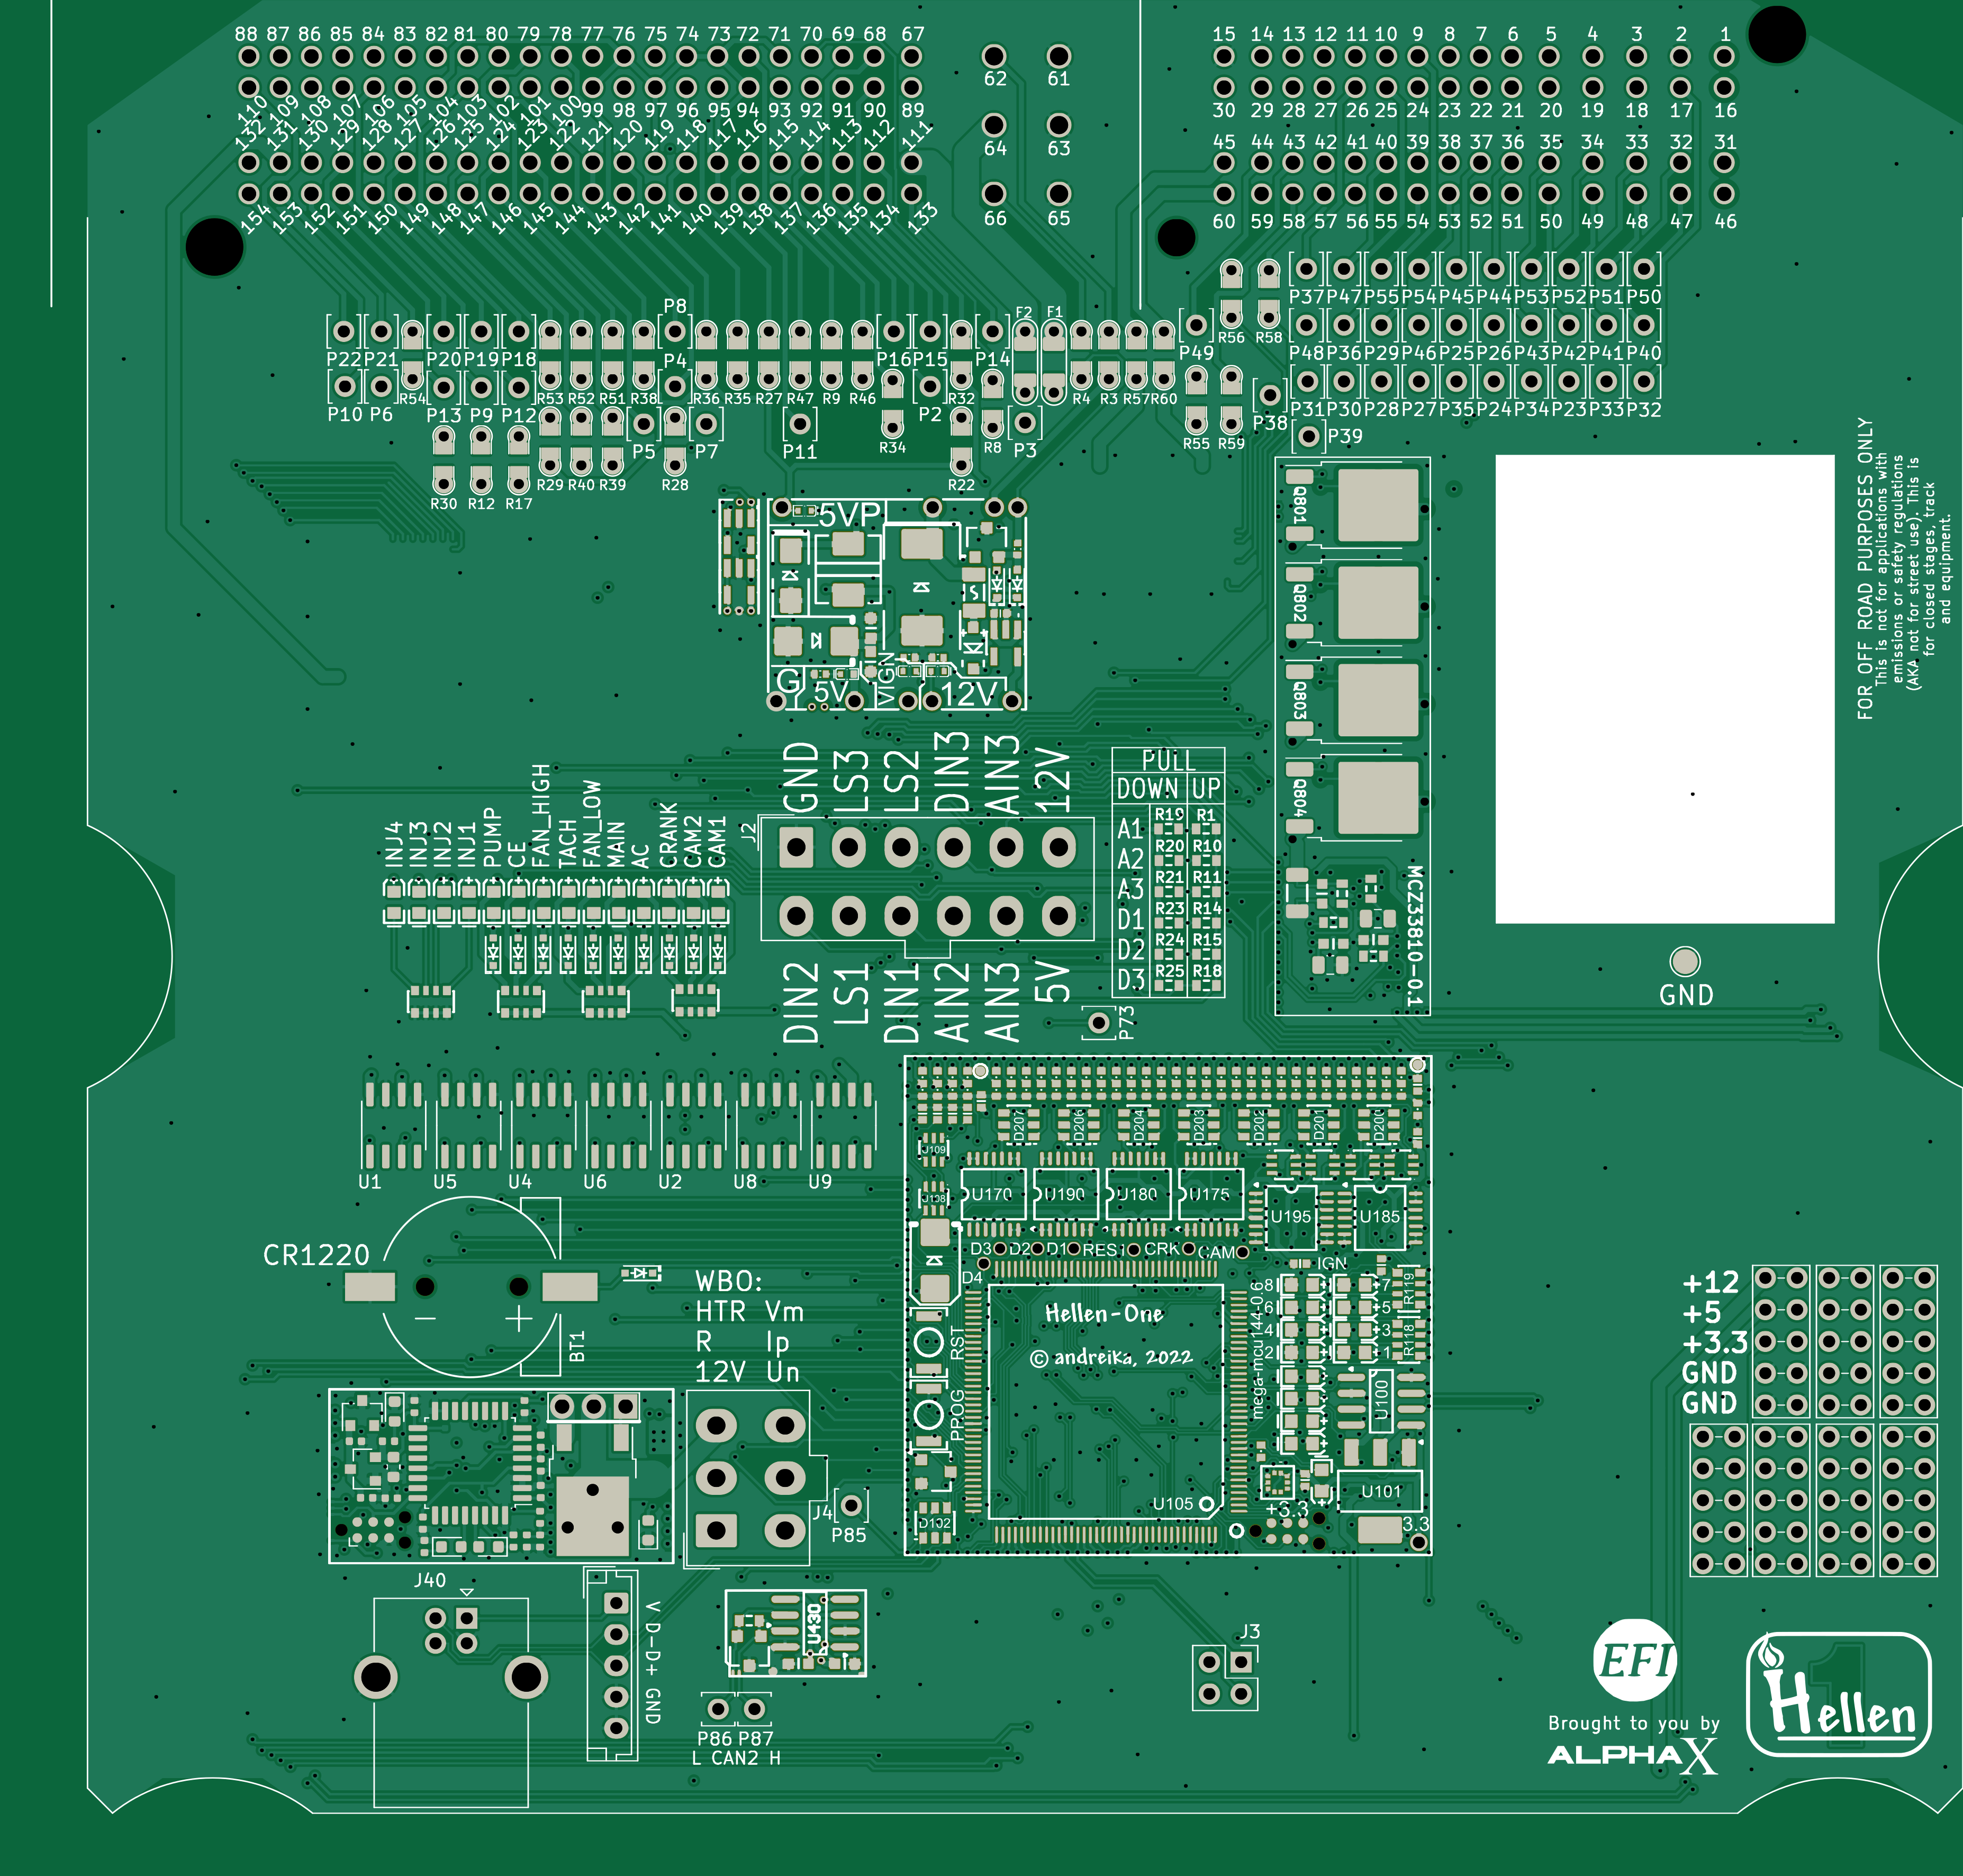 88 87 86 85 84 83 82 81 80 79 78 77 76 75 74 73 72 71 70 69 68 67
62 61
15 14 13 12 11 10 9 8 7 6 5 4 3 2 1
110 109 108 107 106 105 104 103 102 101 100 99 98 97 96 95 94 93 92 91 90 89
30 29 28 27 26 25 24 23 22 21 20 19 18 17 16
132 131 130 129 128 127 126 125 124 123 122 121 120 119 118 117 116 115 114 113 112 111
64 63
45 44 43 42 41 40 39 38 37 36 35 34 33 32 31
154 153 152 151 150 149 148 147 146 145 144 143 142 141 140 139 138 137 136 135 134 133
66 65
60 59 58 57 56 55 54 53 52 51 50 49 48 47 46
P37 P47 P55 P54 P45 P44 P53 P52 P51 P50
P8 F2 F1 R56 R58
P22 P21 P20 P19 P18 P4 P16 P15 P14 P49
P48 P36 P29 P46 P25 P26 P43 P42 P41 P40
R54 R53 R52 R51 R38 R36 R35 R27 R47 R9 R46 R32 R4 R3 R57 R60
P10 P6 P13 P9 P12 P2
P31 P30 P28 P27 P35 P24 P34 P23 P33 P32
P38 P39
P5 P7 P11 R34 R8 P3 R55 R59
R30 R12 R17 R29 R40 R39 R28 R22
FOR OFF ROAD PURPOSES ONLY
This is not for applications with
emissions or safety regulations
(AKA not for street use). This is
for closed stages, track
and equipment.
5VP
G 5V VIGN 12V
Q801
Q802
Q803
Q804
MCZ33810-0.1
GND
GND LS3 LS2 DIN3 AIN3 12V
J2
DIN2 LS1 DIN1 AIN2 AIN3 5V
PULL
DOWN UP
A1 R19 R1
A2 R20 R10
A3 R21 R11
D1 R23 R14
D2 R24 R15
D3 R25 R18
P73
INJ4 INJ3 INJ2 INJ1 PUMP CE FAN_HIGH TACH FAN_LOW MAIN AC CRANK CAM2 CAM1
U1 U5 U4 U6 U2 U8 U9
D207 D206 D204 D203 D202 D201 D200
J109
J108
U170 U190 U180 U175 U195 U185
D3 D2 D1 RES1 CRK CAM
D4
IGN
8 7
6 5
4 3
2 1
R119
R118
mega-mcu144-0.6
Hellen-One
© andreika, 2022
RST
PROG
U100
U101
U105
+3.3
3.3
D102
CR1220
− +
BT1
WBO:
HTR Vm
R Ip
12V Un
J4
P85
J40
V D- D+ GND
U430
P86 P87
L CAN2 H
J3
+12
+5
+3.3
GND
GND
EFI
Brought to you by
ALPHAX
1
Hellen